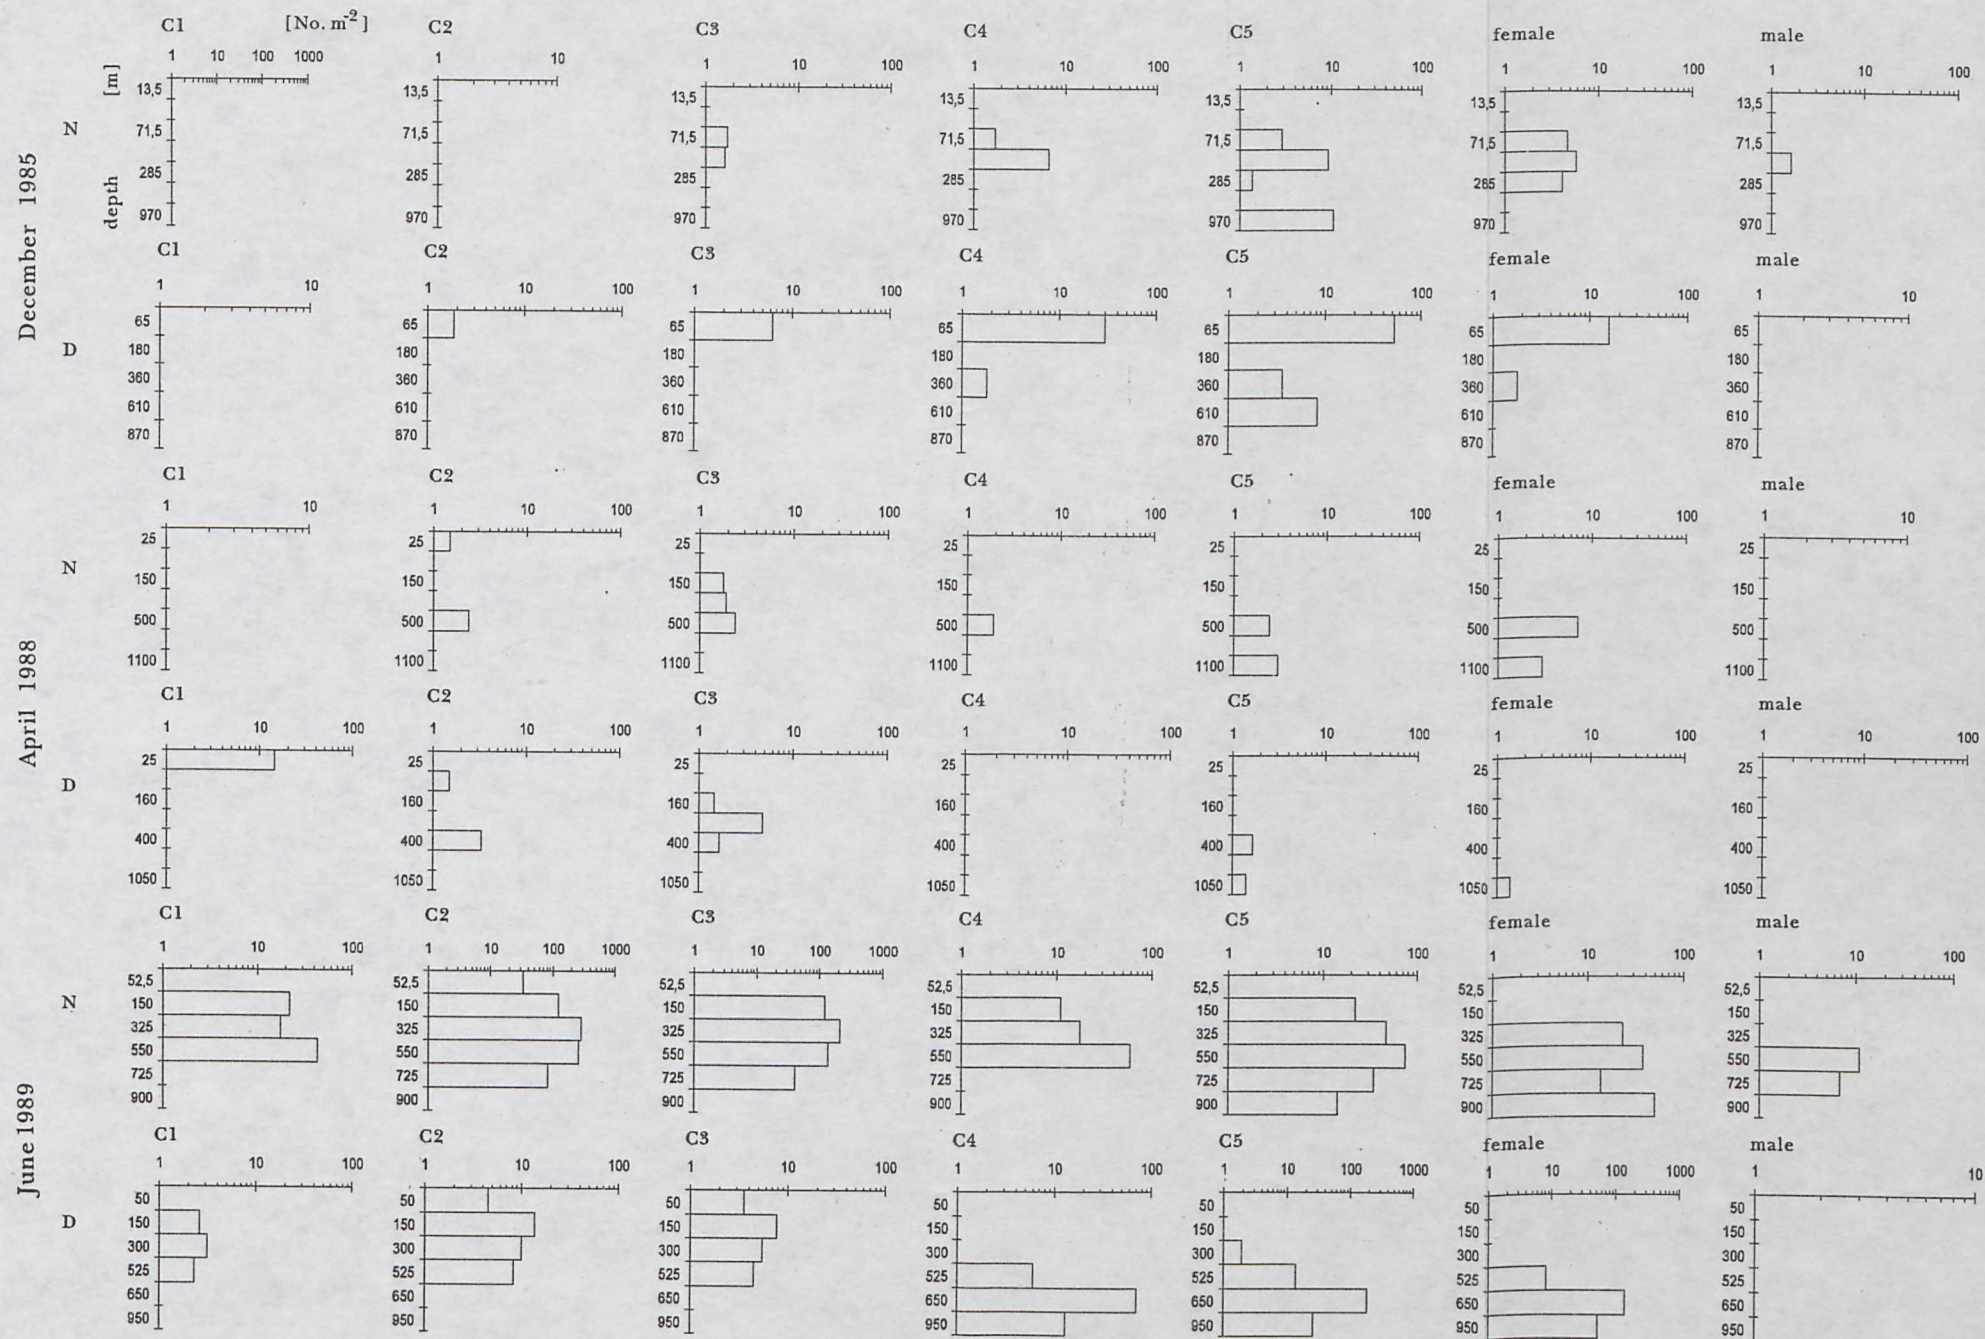 C1 [No. m-2] C2 C3 C4 C5 female male
1 10 100 1000 1 10 1 10 100 1 10 100 1 10 100 1 10 100 1 10 100
[m]
depth
December 1985
N
13,5 13,5 13,5 13,5 13,5 13,5 13,5
71,5 71,5 71,5 71,5 71,5 71,5 71,5
285 285 285 285 285 285 285
970 970 970 970 970 970 970
C1 C2 C3 C4 C5 female male
1 10 1 10 100 1 10 100 1 10 100 1 10 100 1 10 100 1 10
D
65 65 65 65 65 65 65
180 180 180 180 180 180 180
360 360 360 360 360 360 360
610 610 610 610 610 610 610
870 870 870 870 870 870 870
C1 C2 C3 C4 C5 female male
1 10 1 10 100 1 10 100 1 10 100 1 10 100 1 10 100 1 10
April 1988
N
25 25 25 25 25 25 25
150 150 150 150 150 150 150
500 500 500 500 500 500 500
1100 1100 1100 1100 1100 1100 1100
C1 C2 C3 C4 C5 female male
1 10 100 1 10 100 1 10 100 1 10 100 1 10 100 1 10 100 1 10 100
D
25 25 25 25 25 25 25
160 160 160 160 160 160 160
400 400 400 400 400 400 400
1050 1050 1050 1050 1050 1050 1050
C1 C2 C3 C4 C5 female male
1 10 100 1 10 100 1000 1 10 100 1000 1 10 100 1 10 100 1 10 100 1 10 100
June 1989
N
52,5 52,5 52,5 52,5 52,5 52,5 52,5
150 150 150 150 150 150 150
325 325 325 325 325 325 325
550 550 550 550 550 550 550
725 725 725 725 725 725 725
900 900 900 900 900 900 900
C1 C2 C3 C4 C5 female male
1 10 100 1 10 100 1 10 100 1 10 100 1 10 100 1000 1 10 100 1000 1 10
D
50 50 50 50 50 50 50
150 150 150 150 150 150 150
300 300 300 300 300 300 300
525 525 525 525 525 525 525
650 650 650 650 650 650 650
950 950 950 950 950 950 950